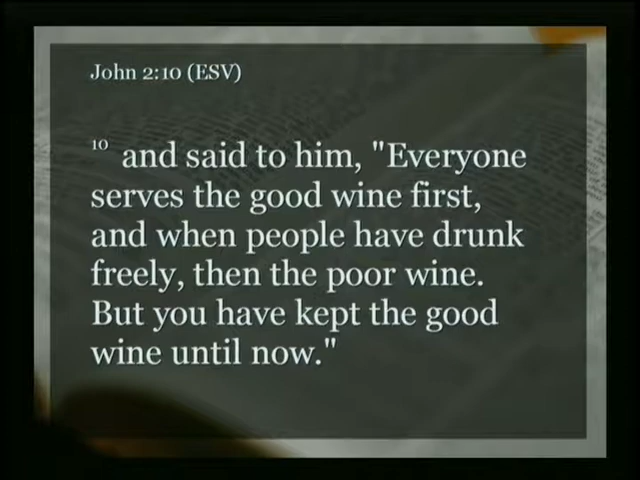 John 2:10 (ESV)
10 and said to him, "Everyone
serves the good wine first,
and when people have drunk
freely, then the poor wine.
But you have kept the good
wine until now."